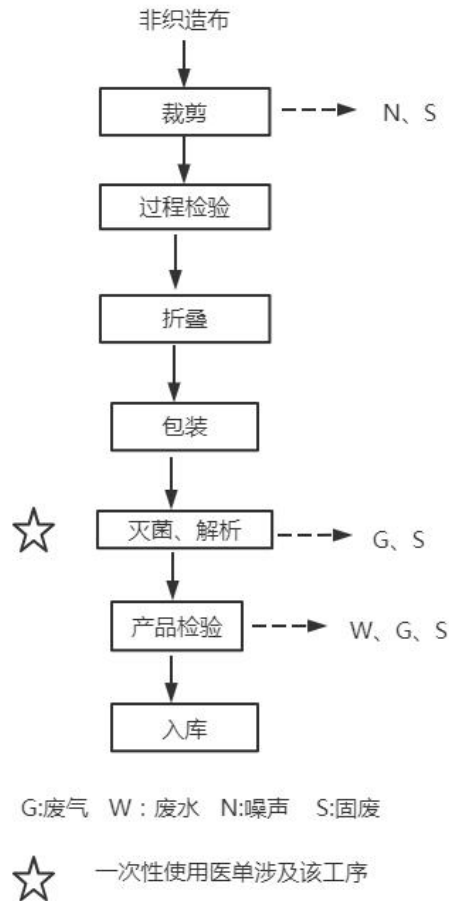 非织造布
裁剪
N、S
过程检验
折叠
包装
灭菌、解析
G、S
产品检验
W、G、S
入库
G:废气 W：废水 N:噪声 S:固废
一次性使用医单涉及该工序